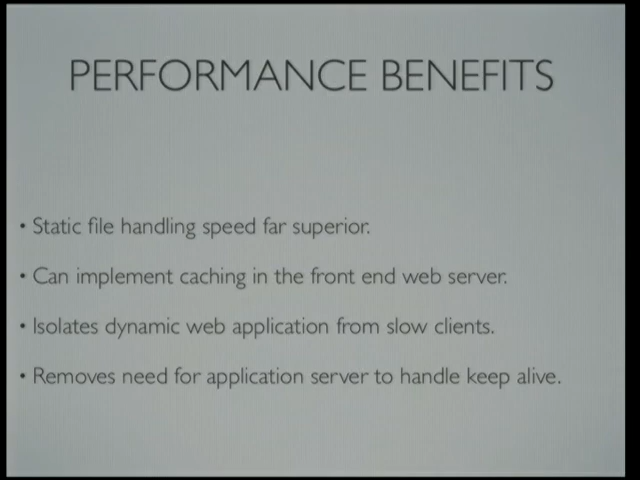 PERFORMANCE BENEFITS
• Static file handling speed far superior.
• Can implement caching in the front end web server.
• Isolates dynamic web application from slow clients.
• Removes need for application server to handle keep alive.